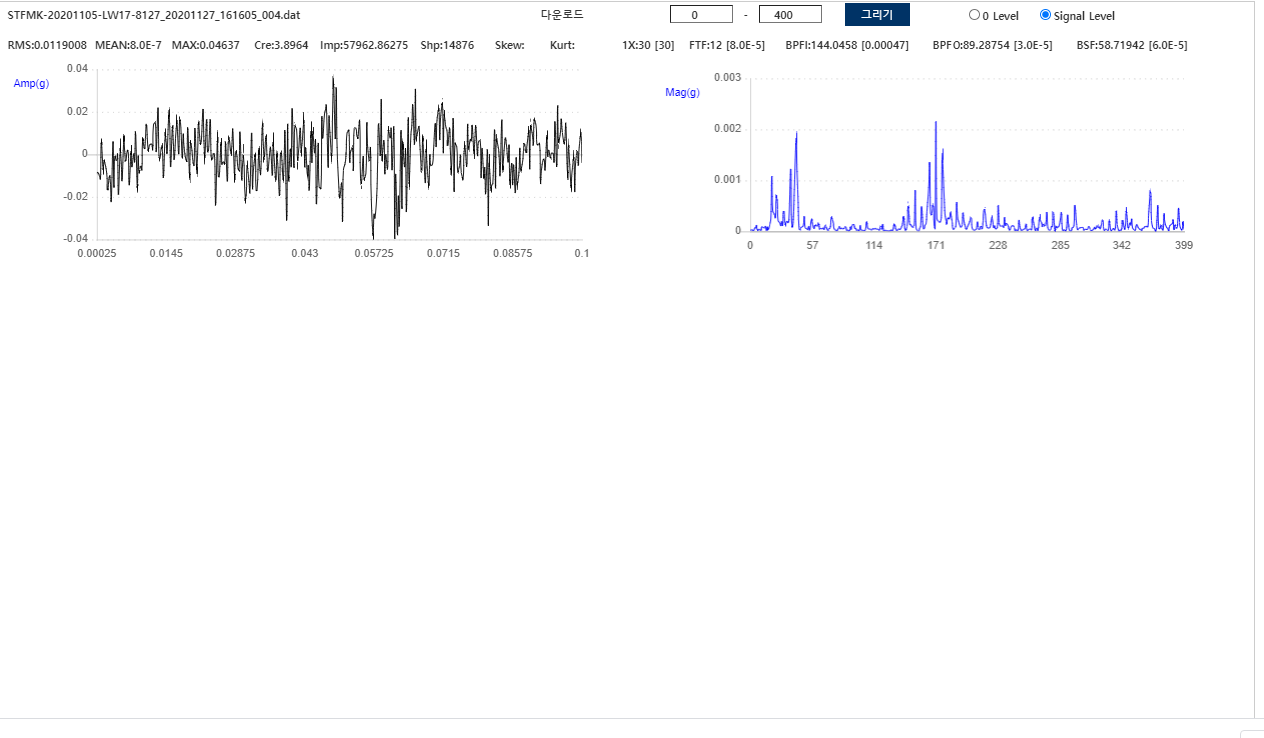 STFMK-20201105-LW17-8127_20201127_161605_004.dat 다운로드 0 - 400 그리기 0 Level Signal Level
RMS:0.0119008 MEAN:8.0E-7 MAX:0.04637 Cre:3.8964 Imp:57962.86275 Shp:14876 Skew: Kurt: 1X:30 [30] FTF:12 [8.0E-5] BPFI:144.0458 [0.00047] BPFO:89.28754 [3.0E-5] BSF:58.71942 [6.0E-5]
Amp(g)
0.04
0.02
0
-0.02
-0.04
0.00025 0.0145 0.02875 0.043 0.05725 0.0715 0.08575 0.1
Mag(g)
0.003
0.002
0.001
0
0 57 114 171 228 285 342 399